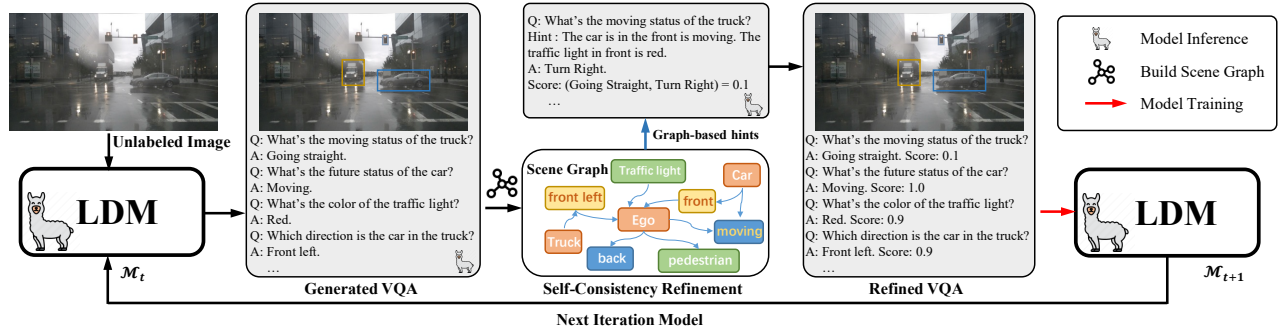 Unlabeled Image
LDM
M_t
Q: What's the moving status of the truck?
A: Going straight.
Q: What's the future status of the car?
A: Moving.
Q: What's the color of the traffic light?
A: Red.
Q: Which direction is the car in the truck?
A: Front left.
…
Generated VQA
Q: What's the moving status of the truck?
Hint : The car is in the front is moving. The
traffic light in front is red.
A: Turn Right.
Score: (Going Straight, Turn Right) = 0.1
…
Graph-based hints
Scene Graph
Traffic light
Car
front left
front
Ego
Truck
moving
back
pedestrian
Self-Consistency Refinement
Q: What's the moving status of the truck?
A: Going straight. Score: 0.1
Q: What's the future status of the car?
A: Moving. Score: 1.0
Q: What's the color of the traffic light?
A: Red. Score: 0.9
Q: Which direction is the car in the truck?
A: Front left. Score: 0.9
…
Refined VQA
Model Inference
Build Scene Graph
Model Training
LDM
M_{t+1}
Next Iteration Model